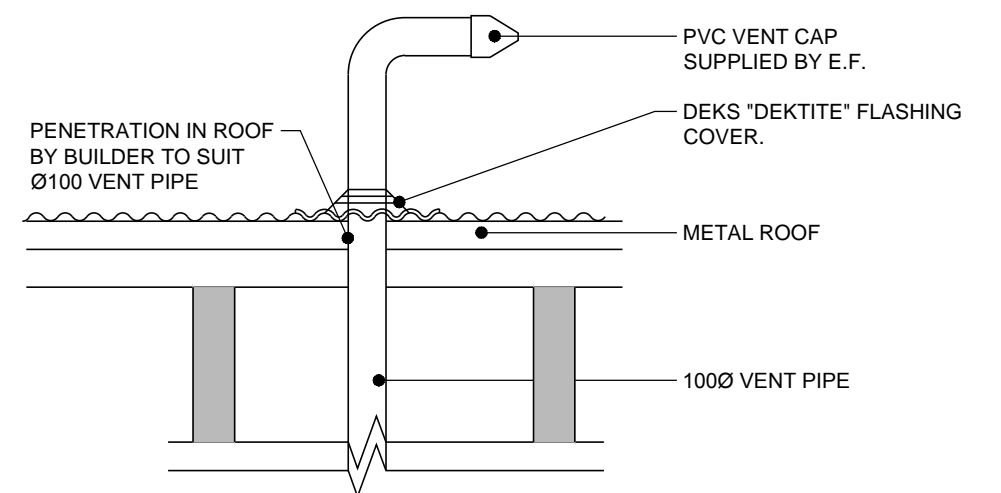 PVC VENT CAP
SUPPLIED BY E.F.
DEKS "DEKTITE" FLASHING
COVER.
PENETRATION IN ROOF
BY BUILDER TO SUIT
Ø100 VENT PIPE
METAL ROOF
100Ø VENT PIPE